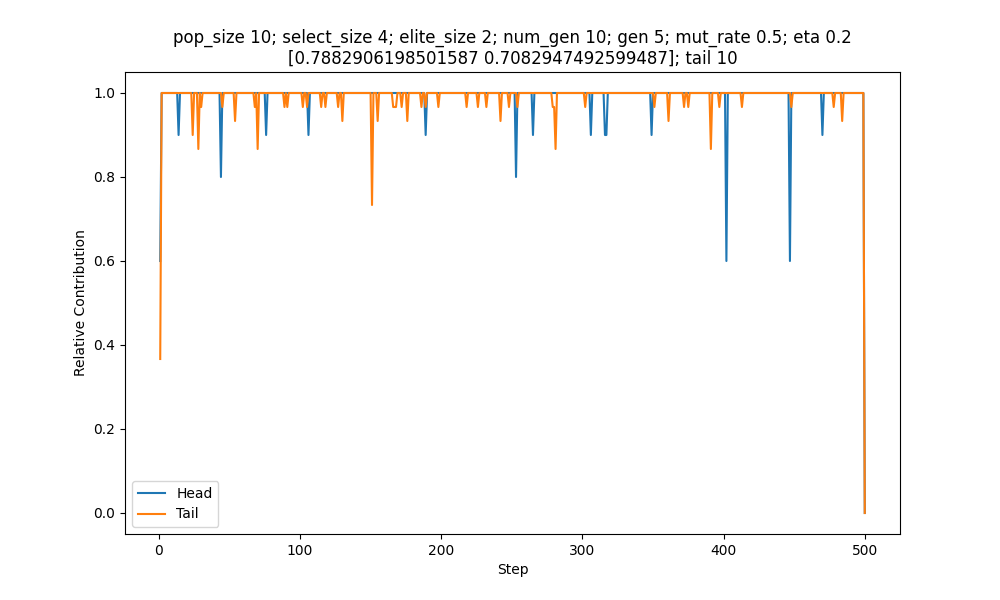 pop_size 10; select_size 4; elite_size 2; num_gen 10; gen 5; mut_rate 0.5; eta 0.2
[0.7882906198501587 0.7082947492599487]; tail 10
1.0
0.8
0.6
0.4
0.2
0.0
Relative Contribution
Head
Tail
0
100
200
300
400
500
Step